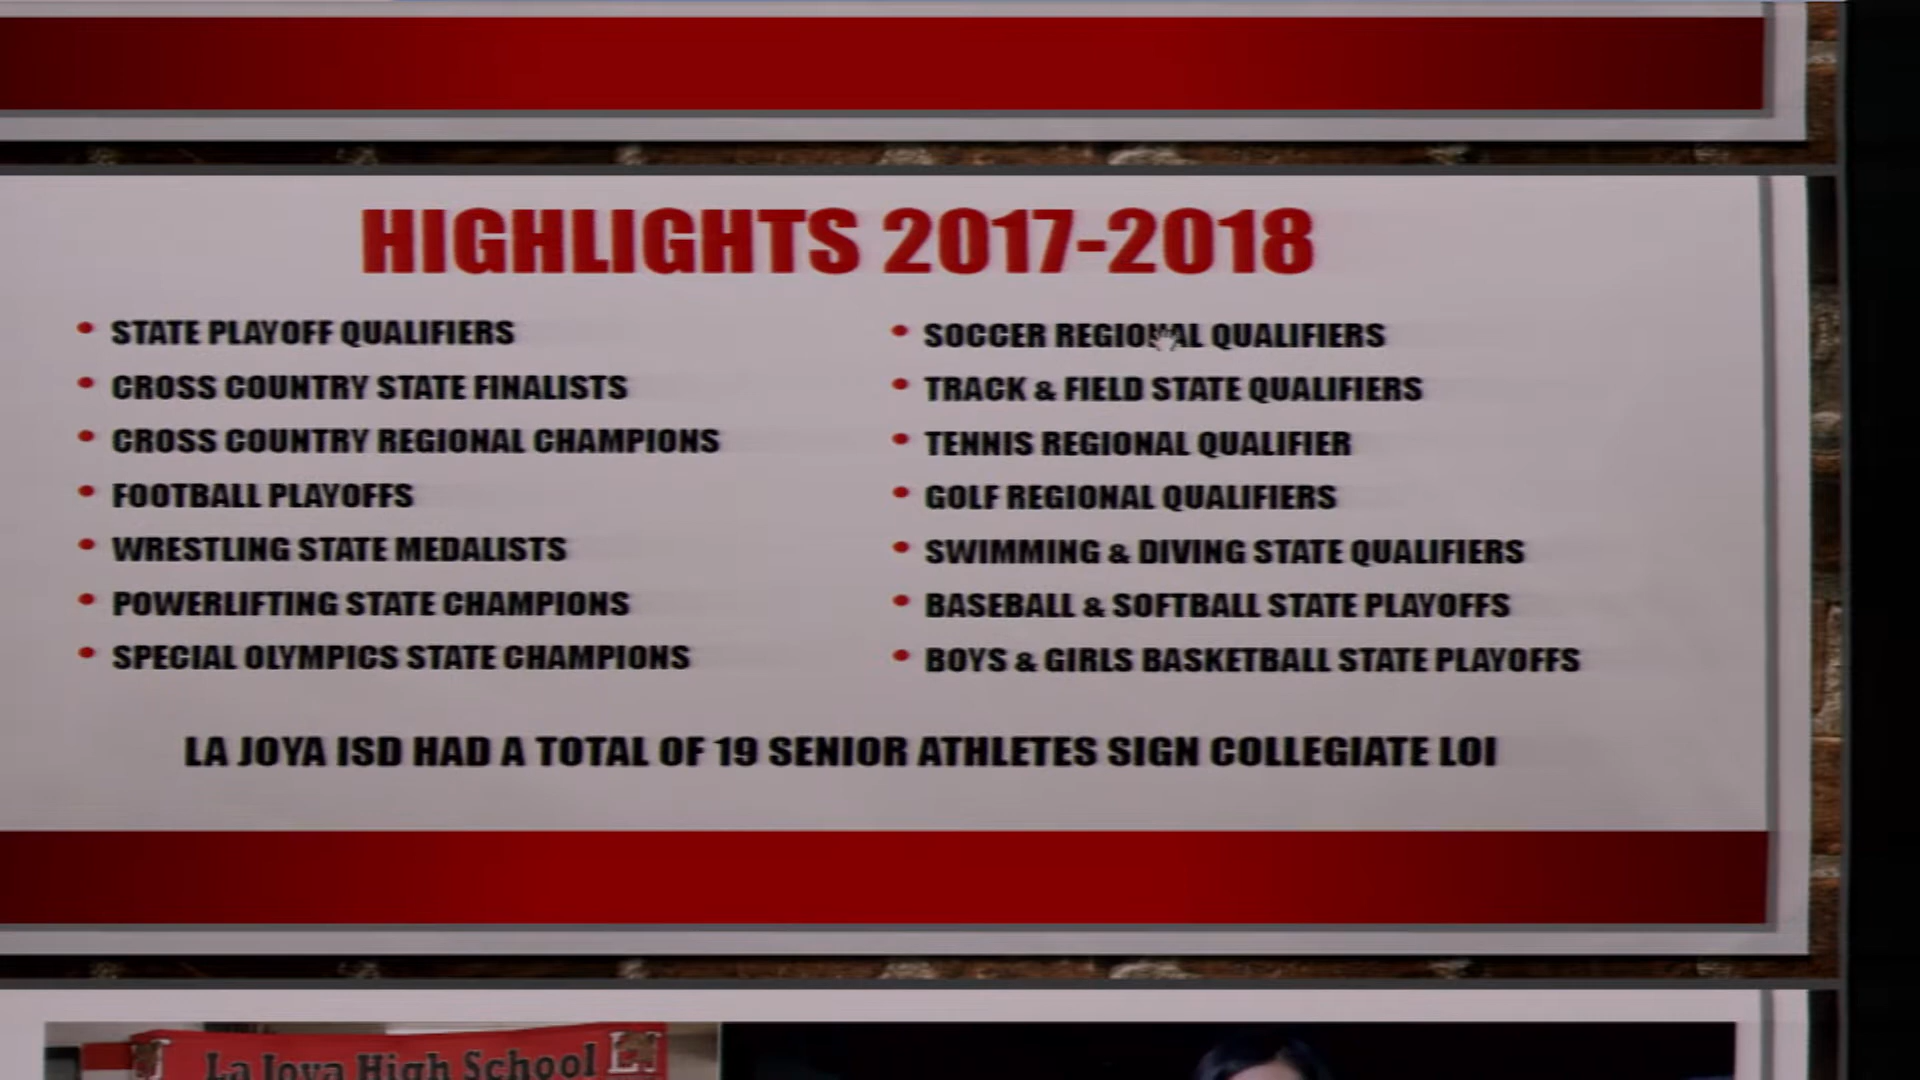 HIGHLIGHTS 2017-2018
• STATE PLAYOFF QUALIFIERS
• CROSS COUNTRY STATE FINALISTS
• CROSS COUNTRY REGIONAL CHAMPIONS
• FOOTBALL PLAYOFFS
• WRESTLING STATE MEDALISTS
• POWERLIFTING STATE CHAMPIONS
• SPECIAL OLYMPICS STATE CHAMPIONS
• SOCCER REGIONAL QUALIFIERS
• TRACK & FIELD STATE QUALIFIERS
• TENNIS REGIONAL QUALIFIER
• GOLF REGIONAL QUALIFIERS
• SWIMMING & DIVING STATE QUALIFIERS
• BASEBALL & SOFTBALL STATE PLAYOFFS
• BOYS & GIRLS BASKETBALL STATE PLAYOFFS
LA JOYA ISD HAD A TOTAL OF 19 SENIOR ATHLETES SIGN COLLEGIATE LOI
La Joya High School